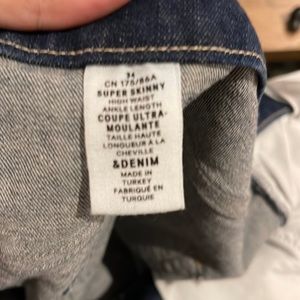 34
CN 175/86A
SUPER SKINNY
HIGH WAIST
ANKLE LENGTH
COUPE ULTRA-
MOULANTE
TAILLE HAUTE
LONGUEUR À LA
CHEVILLE
&DENIM
MADE IN
TURKEY
FABRIQUÉ EN
TURQUIE